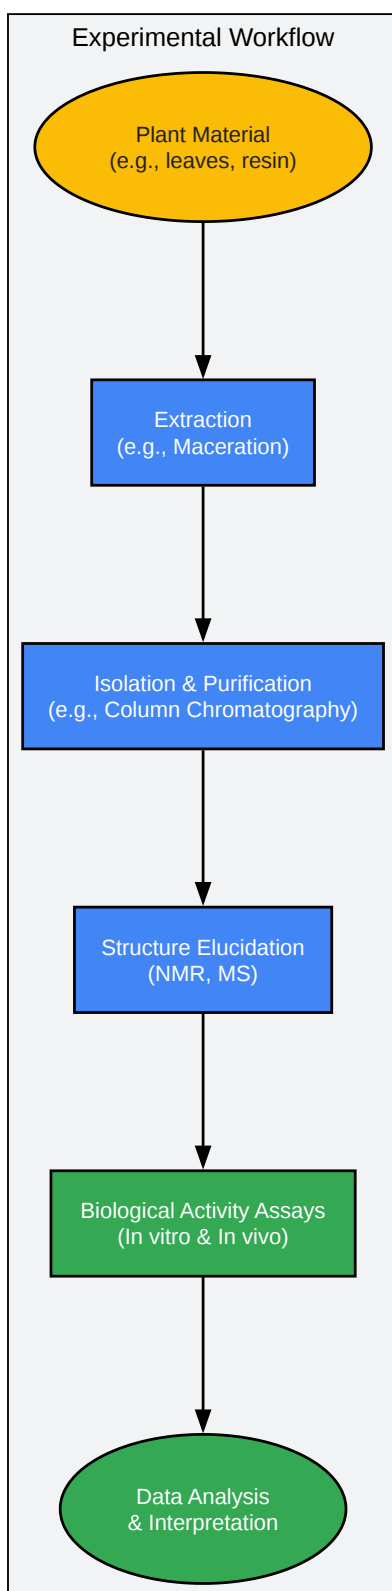 Experimental Workflow
Plant Material
(e.g., leaves, resin)
Extraction
(e.g., Maceration)
Isolation & Purification
(e.g., Column Chromatography)
Structure Elucidation
(NMR, MS)
Biological Activity Assays
(In vitro & In vivo)
Data Analysis
& Interpretation